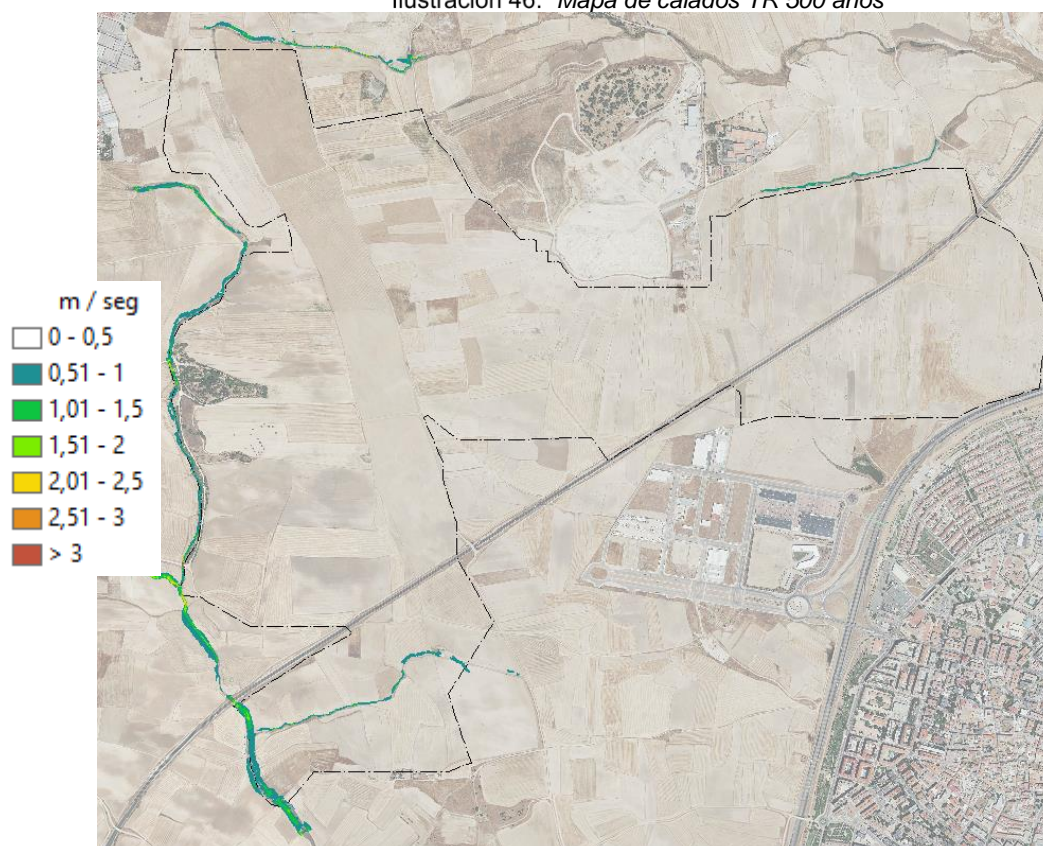 Ilustración 46. Mapa de calados TR 500 años
m / seg
0 - 0,5
0,51 - 1
1,01 - 1,5
1,51 - 2
2,01 - 2,5
2,51 - 3
> 3